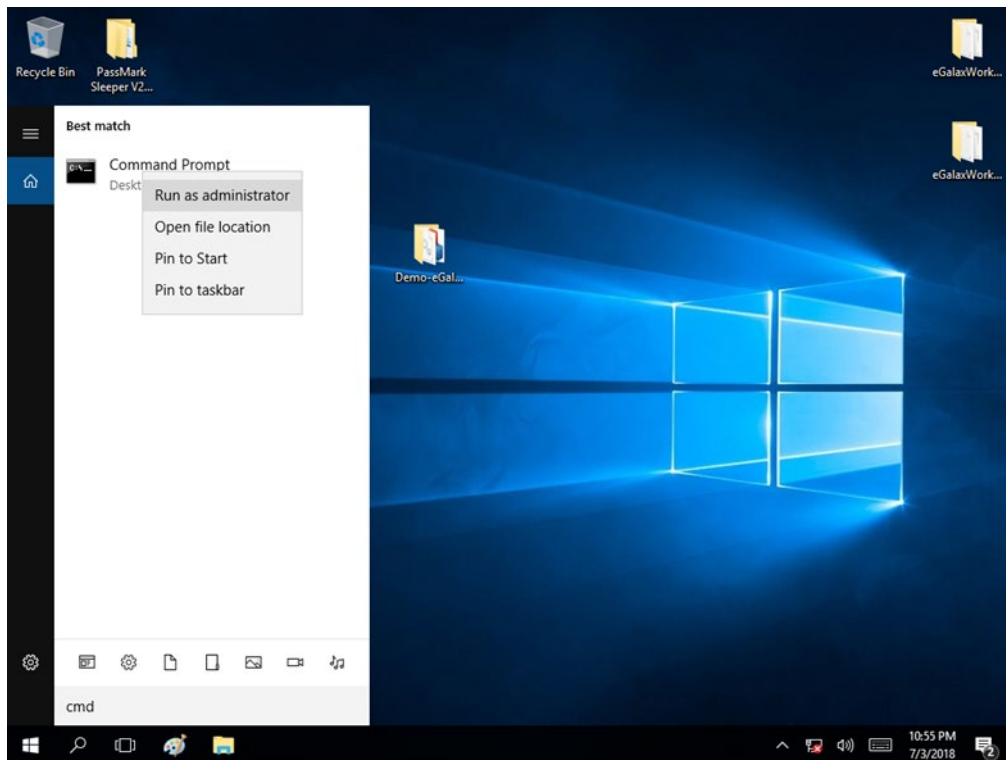 Recycle Bin
PassMark
Sleeper V2...
eGalaxWork...
Best match
Command Prompt
Deskt
Run as administrator
Open file location
Pin to Start
Pin to taskbar
eGalaxWork...
Demo-eGal...
cmd
10:55 PM
7/3/2018
2